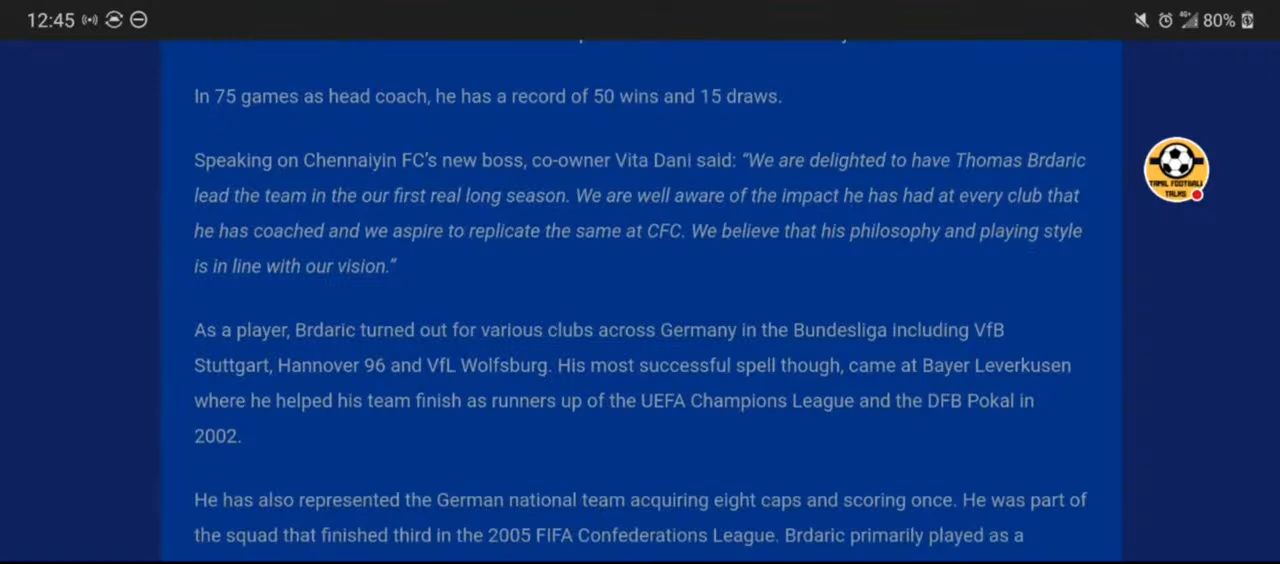 12:45
4G+ 80%
In 75 games as head coach, he has a record of 50 wins and 15 draws.
Speaking on Chennaiyin FC’s new boss, co-owner Vita Dani said: “We are delighted to have Thomas Brdaric
lead the team in the our first real long season. We are well aware of the impact he has had at every club that
he has coached and we aspire to replicate the same at CFC. We believe that his philosophy and playing style
is in line with our vision.”
As a player, Brdaric turned out for various clubs across Germany in the Bundesliga including VfB
Stuttgart, Hannover 96 and VfL Wolfsburg. His most successful spell though, came at Bayer Leverkusen
where he helped his team finish as runners up of the UEFA Champions League and the DFB Pokal in
2002.
He has also represented the German national team acquiring eight caps and scoring once. He was part of
the squad that finished third in the 2005 FIFA Confederations League. Brdaric primarily played as a
TAMIL FOOTBALL
TALKS